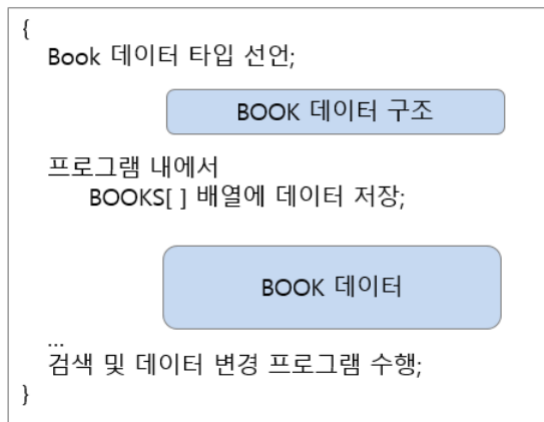 {
Book 데이터 타입 선언;
BOOK 데이터 구조
프로그램 내에서
BOOKS[ ] 배열에 데이터 저장;
BOOK 데이터
...
검색 및 데이터 변경 프로그램 수행;
}